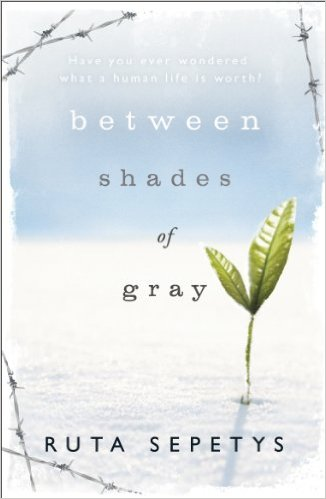 Have you ever wondered
what a human life is worth?
between
shades
of
gray
RUTA SEPETYS